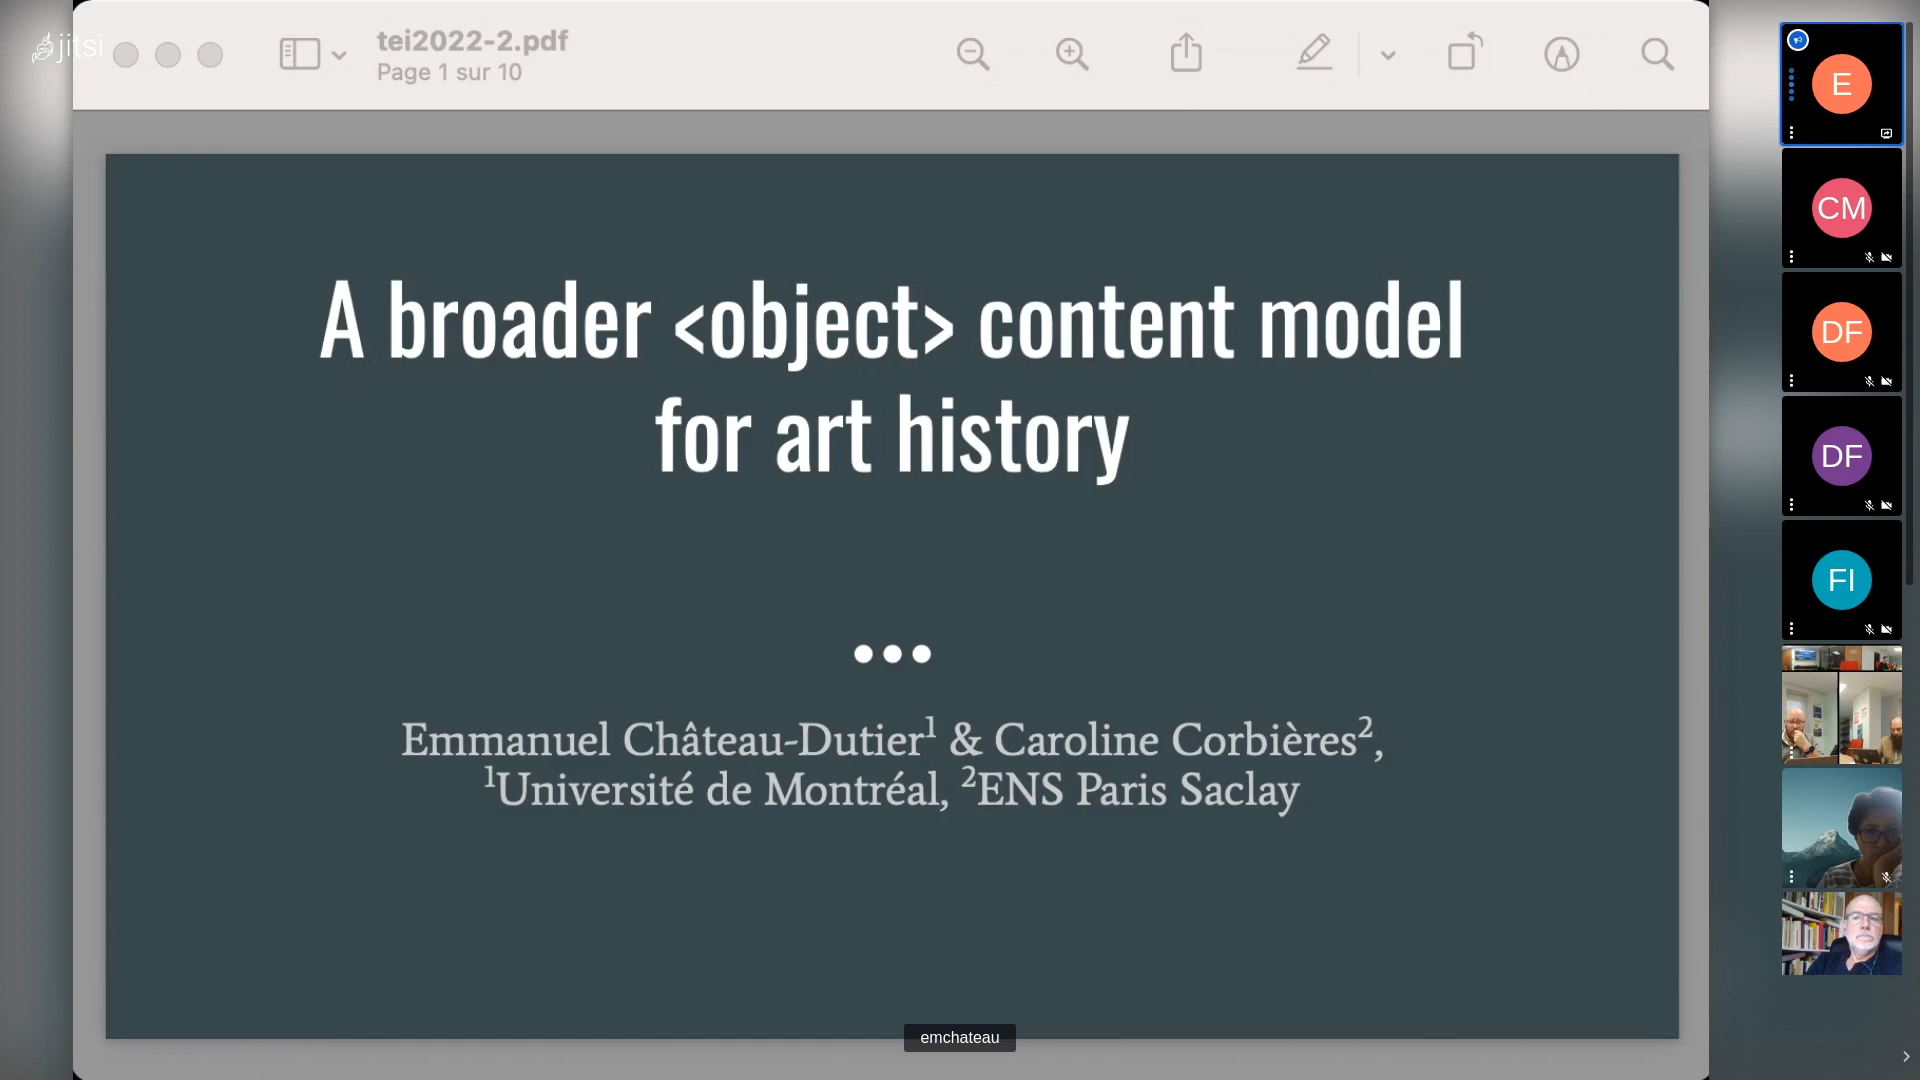 jitsi
tei2022-2.pdf
Page 1 sur 10
A broader <object> content model
for art history
Emmanuel Château-Dutier¹ & Caroline Corbières²,
¹Université de Montréal, ²ENS Paris Saclay
emchateau
E
CM
DF
DF
FI